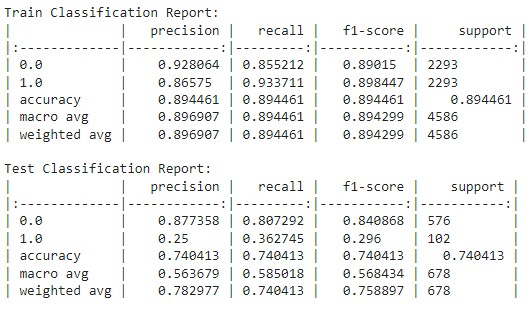 Train Classification Report:
|              |   precision |   recall |   f1-score |     support |
|:-------------|------------:|---------:|-----------:|------------:|
| 0.0          |    0.928064 | 0.855212 |   0.89015  | 2293        |
| 1.0          |    0.86575  | 0.933711 |   0.898447 | 2293        |
| accuracy     |    0.894461 | 0.894461 |   0.894461 |    0.894461 |
| macro avg    |    0.896907 | 0.894461 |   0.894299 | 4586        |
| weighted avg |    0.896907 | 0.894461 |   0.894299 | 4586        |
Test Classification Report:
|              |   precision |   recall |   f1-score |    support |
|:-------------|------------:|---------:|-----------:|-----------:|
| 0.0          |    0.877358 | 0.807292 |   0.840868 | 576        |
| 1.0          |    0.25     | 0.362745 |   0.296    | 102        |
| accuracy     |    0.740413 | 0.740413 |   0.740413 |   0.740413 |
| macro avg    |    0.563679 | 0.585018 |   0.568434 | 678        |
| weighted avg |    0.782977 | 0.740413 |   0.758897 | 678        |